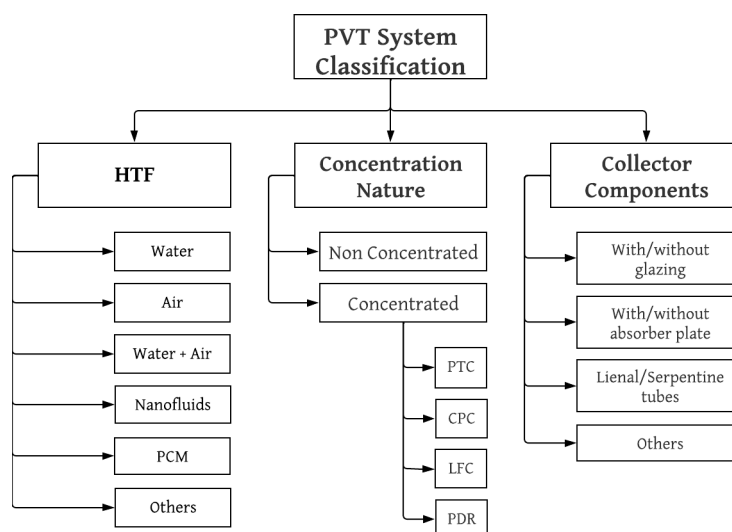 PVT System
Classification
HTF
Water
Air
Water + Air
Nanofluids
PCM
Others
Concentration
Nature
Non Concentrated
Concentrated
PTC
CPC
LFC
PDR
Collector
Components
With/without
glazing
With/without
absorber plate
Lienal/Serpentine
tubes
Others